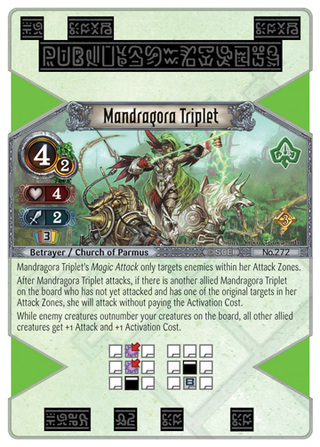 Mandragora Triplet
4
2
4
2
3
Betrayer / Church of Parmus
No.272
Mandragora Triplet's Magic Attack only targets enemies within her Attack Zones.
After Mandragora Triplet attacks, if there is another allied Mandragora Triplet
on the board who has not yet attacked and has one of the original targets in her
Attack Zones, she will attack without paying the Activation Cost.
While enemy creatures outnumber your creatures on the board, all other allied
creatures get +1 Attack and +1 Activation Cost.
B